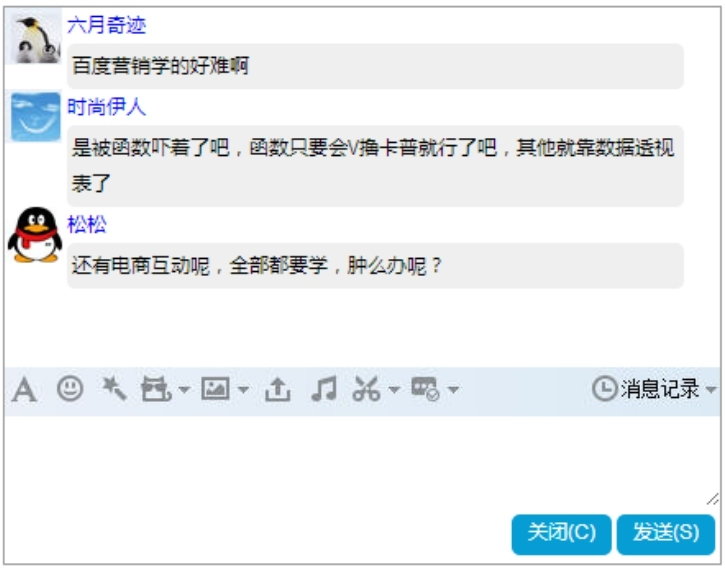 六月奇迹
百度营销学的好难啊
时尚伊人
是被函数吓着了吧，函数只要会V撸卡普就行了吧，其他就靠数据透视
表了
松松
还有电商互动呢，全部都要学，肿么办呢？
消息记录
关闭(C) 发送(S)